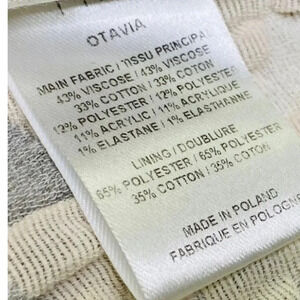 OTAVIA
MAIN FABRIC / TISSU PRINCIPAL
43% VISCOSE / 43% VISCOSE
33% COTTON / 33% COTTON
12% POLYESTER / 12% POLYESTER
11% ACRYLIC / 11% ACRYLIC
1% ELASTANE / 1% ELASTHANNE
LINING / DOUBLURE
65% POLYESTER / 65% POLYESTER
35% COTTON / 35% COTON
MADE IN POLAND
FABRIQUE EN POLOGNE